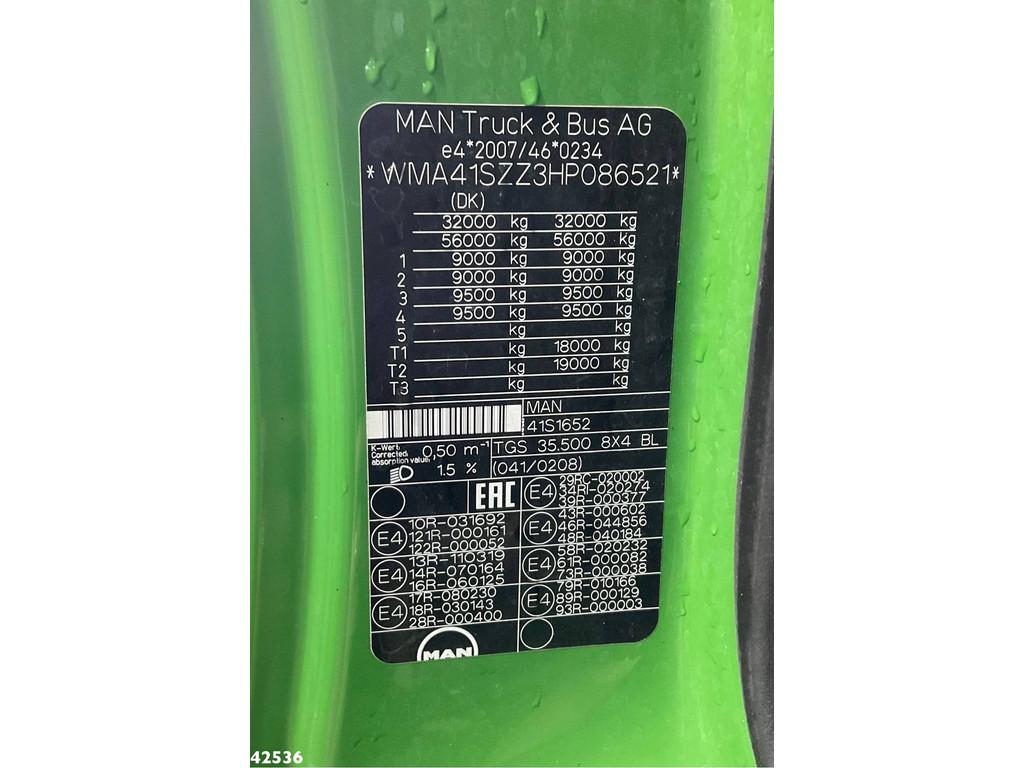 MAN Truck & Bus AG
e4*2007/46*0234
*WMA41SZZ3HP086521*
(DK)
32000 kg 32000 kg
56000 kg 56000 kg
1 9000 kg 9000 kg
2 9000 kg 9000 kg
3 9500 kg 9500 kg
4 9500 kg 9500 kg
5 kg kg
T1 kg 18000 kg
T2 kg 19000 kg
T3 kg kg
MAN
41S1652
K-Wert
Corrected
absorption value
0,50 m⁻¹
1.5 %
TGS 35.500 8X4 BL
(041/0208)
EAC
E4
29RC-020002
34RI-020274
39R-000377
E4
10R-031692
121R-000161
122R-000052
E4
43R-000602
46R-044856
48R-040184
E4
13R-110319
14R-070164
16R-060125
E4
58R-020232
61R-000082
73R-000038
E4
17R-080230
18R-030143
28R-000400
E4
79R-010166
89R-000129
93R-000003
MAN
42536